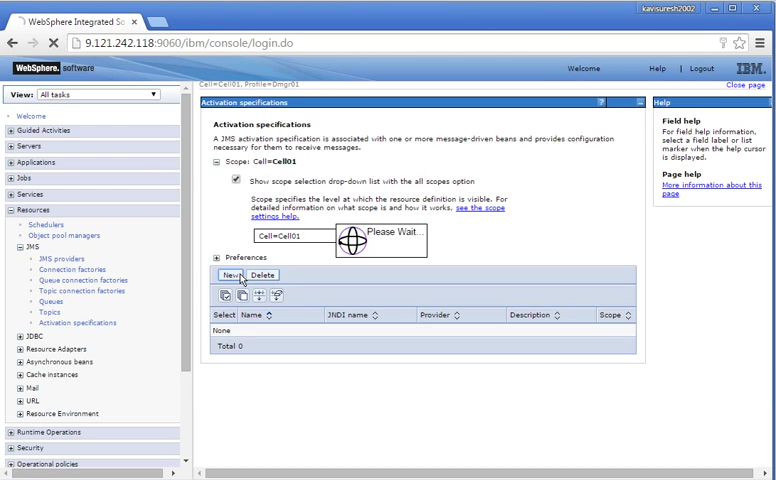 kavisuresh2002
WebSphere Integrated So
9.121.242.118:9060/ibm/console/login.do
WebSphere. software
Welcome Help | Logout IBM.
Cell=Cell01, Profile=Dmgr01
Close page
View: All tasks
Welcome
Guided Activities
Servers
Applications
Jobs
Services
Resources
Schedulers
Object pool managers
JMS
JMS providers
Connection factories
Queue connection factories
Topic connection factories
Queues
Topics
Activation specifications
JDBC
Resource Adapters
Asynchronous beans
Cache instances
Mail
URL
Resource Environment
Runtime Operations
Security
Operational policies
Activation specifications
?
Activation specifications
A JMS activation specification is associated with one or more message-driven beans and provides configuration
necessary for them to receive messages.
Scope: Cell=Cell01
Show scope selection drop-down list with the all scopes option
Scope specifies the level at which the resource definition is visible. For
detailed information on what scope is and how it works, see the scope
settings help.
Cell=Cell01
Please Wait...
Preferences
New Delete
Select Name JNDI name Provider Description Scope
None
Total 0
Help
Field help
For field help information,
select a field label or list
marker when the help cursor
is displayed.
Page help
More information about this
page